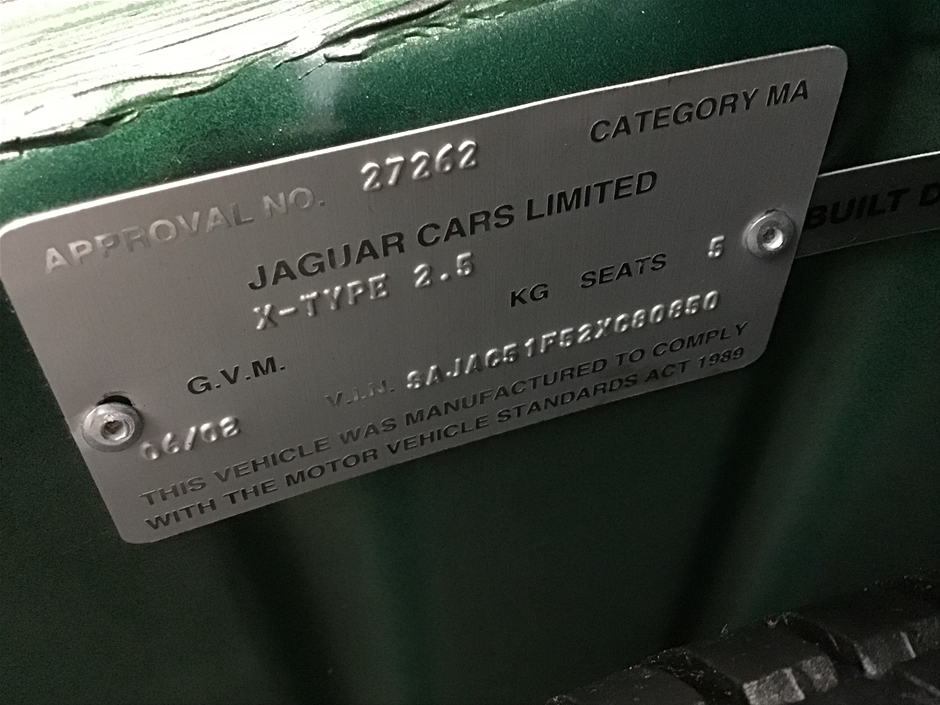 APPROVAL NO. 27262 CATEGORY MA
JAGUAR CARS LIMITED
X-TYPE 2.5
G.V.M. KG SEATS 5
06/02 V.I.N. SAJAC51F52XC80850
THIS VEHICLE WAS MANUFACTURED TO COMPLY
WITH THE MOTOR VEHICLE STANDARDS ACT 1989
BUILT D